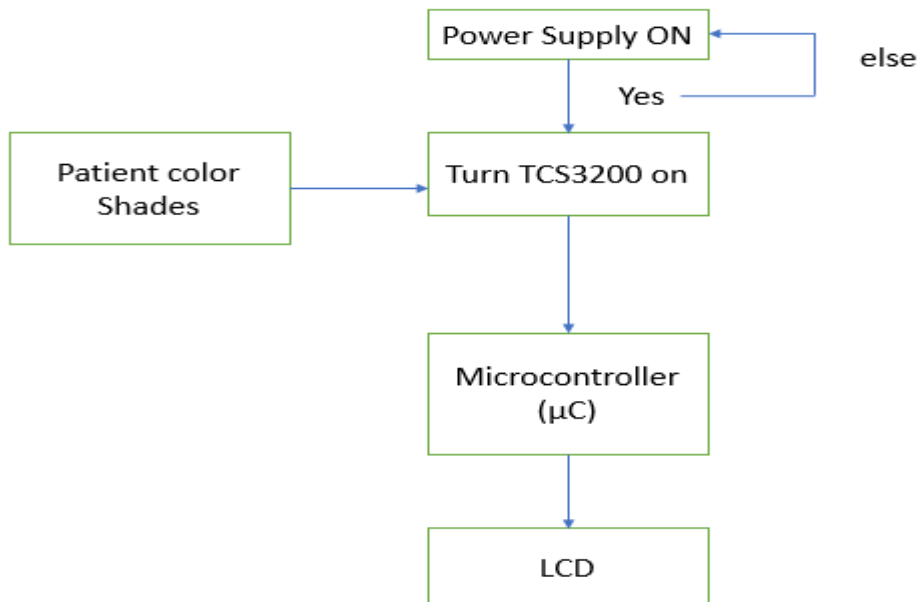 Power Supply ON
else
Yes
Patient color
Shades
Turn TCS3200 on
Microcontroller
(µC)
LCD